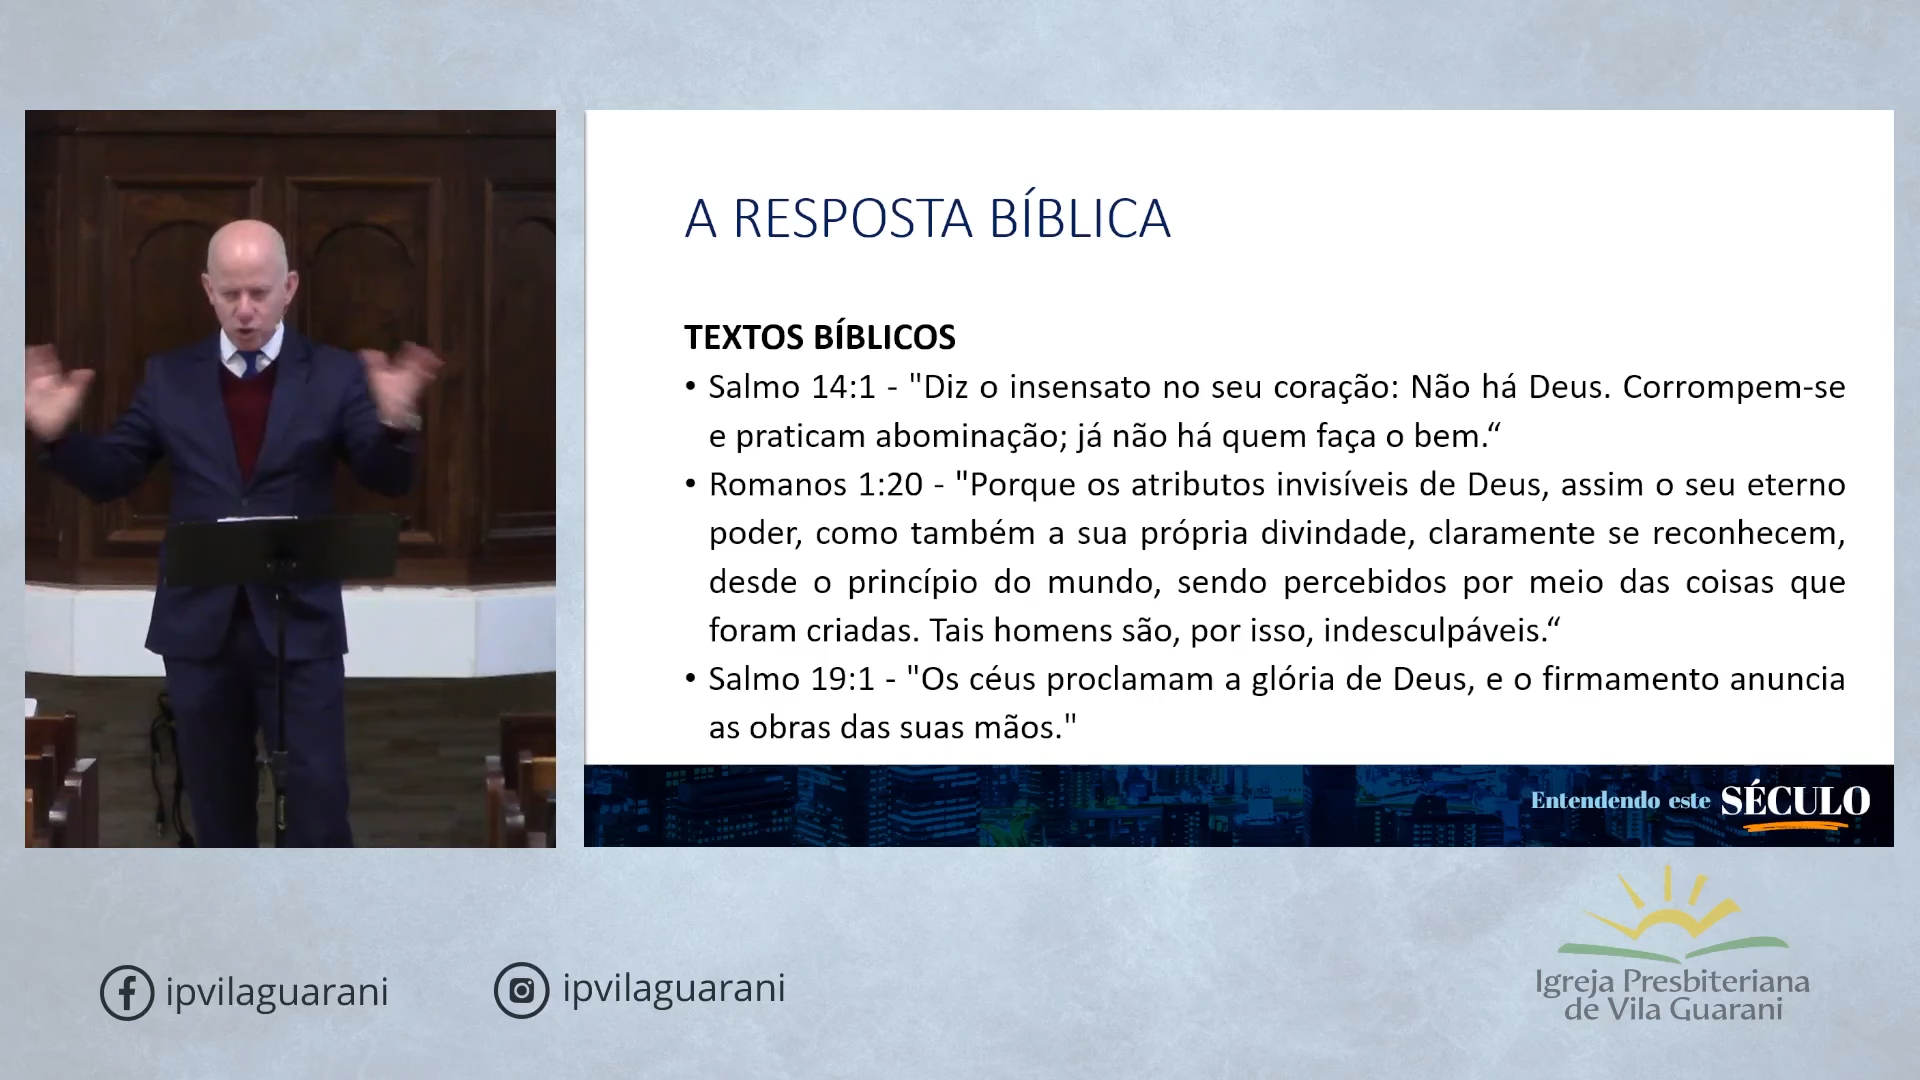 A RESPOSTA BÍBLICA
TEXTOS BÍBLICOS
• Salmo 14:1 - "Diz o insensato no seu coração: Não há Deus. Corrompem-se
e praticam abominação; já não há quem faça o bem.“
• Romanos 1:20 - "Porque os atributos invisíveis de Deus, assim o seu eterno
poder, como também a sua própria divindade, claramente se reconhecem,
desde o princípio do mundo, sendo percebidos por meio das coisas que
foram criadas. Tais homens são, por isso, indesculpáveis.“
• Salmo 19:1 - "Os céus proclamam a glória de Deus, e o firmamento anuncia
as obras das suas mãos."
Entendendo este SÉCULO
ipvilaguarani
ipvilaguarani
Igreja Presbiteriana
de Vila Guarani